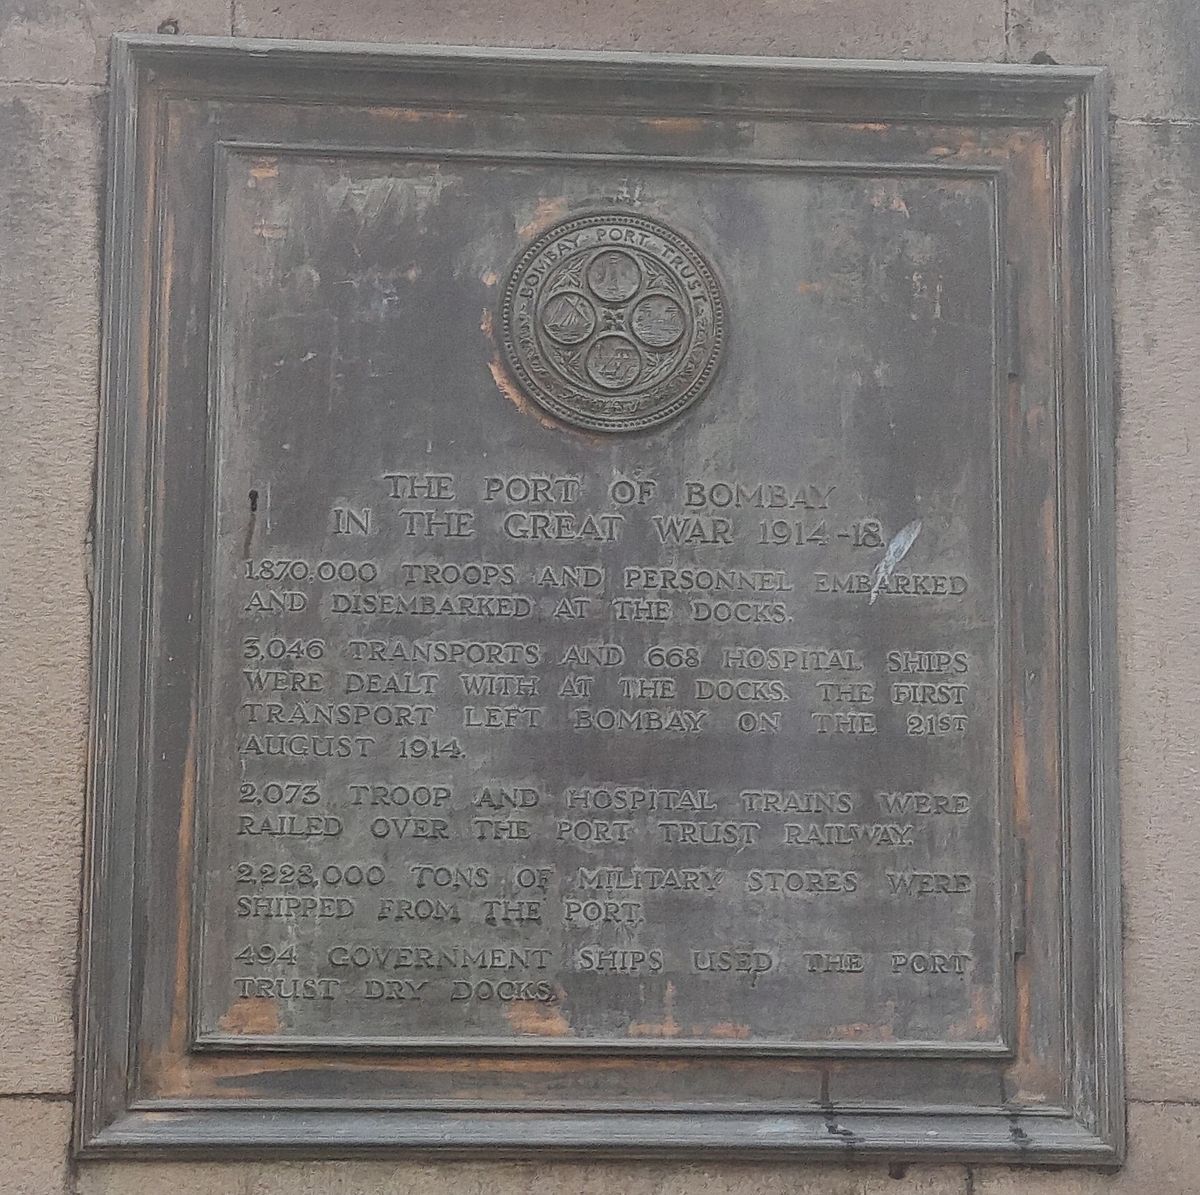 BOMBAY PORT TRUST
THE PORT OF BOMBAY
IN THE GREAT WAR 1914-18.
1,870,000 TROOPS AND PERSONNEL EMBARKED
AND DISEMBARKED AT THE DOCKS.
3,046 TRANSPORTS AND 668 HOSPITAL SHIPS
WERE DEALT WITH AT THE DOCKS. THE FIRST
TRANSPORT LEFT BOMBAY ON THE 21ST
AUGUST 1914.
2,073 TROOP AND HOSPITAL TRAINS WERE
RAILED OVER THE PORT TRUST RAILWAY.
2,228,000 TONS OF MILITARY STORES WERE
SHIPPED FROM THE PORT.
494 GOVERNMENT SHIPS USED THE PORT
TRUST DRY DOCKS.